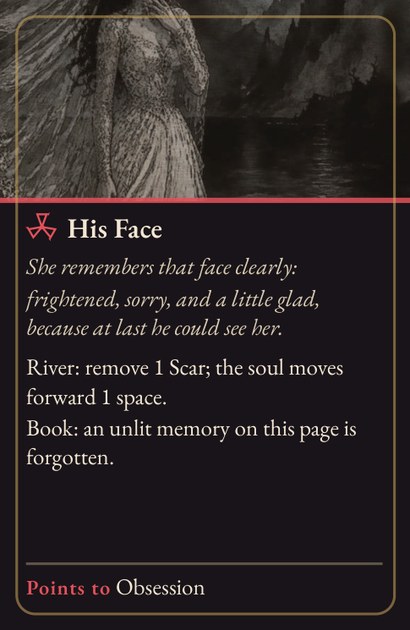 His Face
She remembers that face clearly:
frightened, sorry, and a little glad,
because at last he could see her.
River: remove 1 Scar; the soul moves
forward 1 space.
Book: an unlit memory on this page is
forgotten.
Points to Obsession